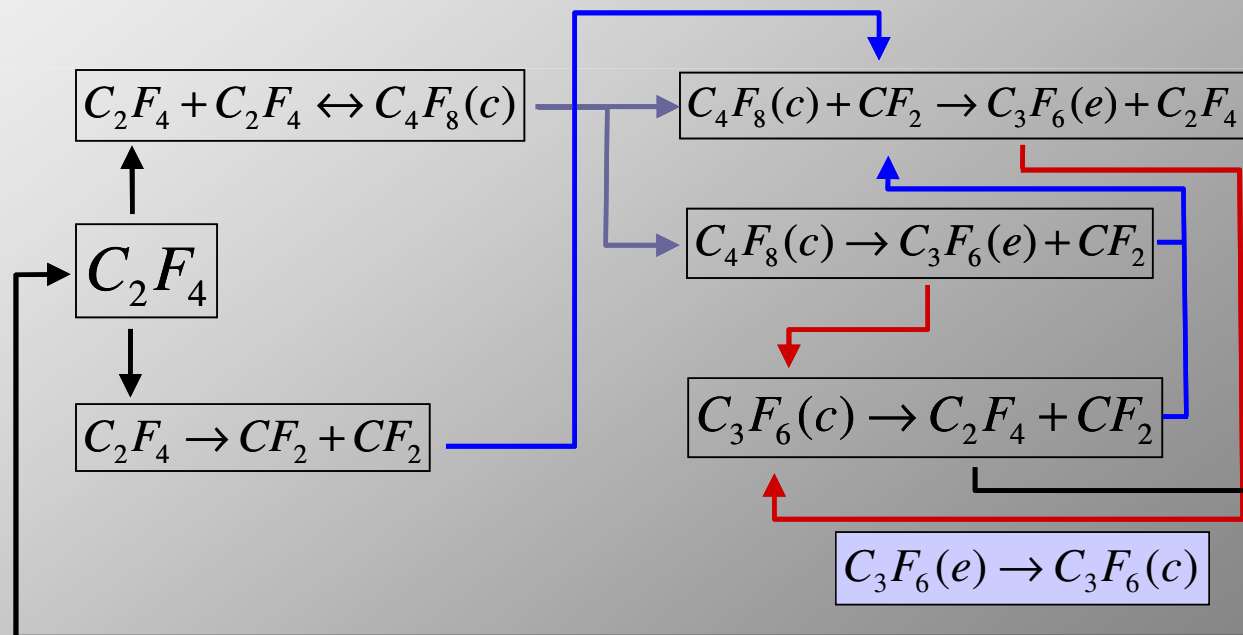 C₂F₄ + C₂F₄ ↔ C₄F₈(c)
C₄F₈(c) + CF₂ → C₃F₆(e) + C₂F₄
C₂F₄
C₄F₈(c) → C₃F₆(e) + CF₂
C₂F₄ → CF₂ + CF₂
C₃F₆(c) → C₂F₄ + CF₂
C₃F₆(e) → C₃F₆(c)